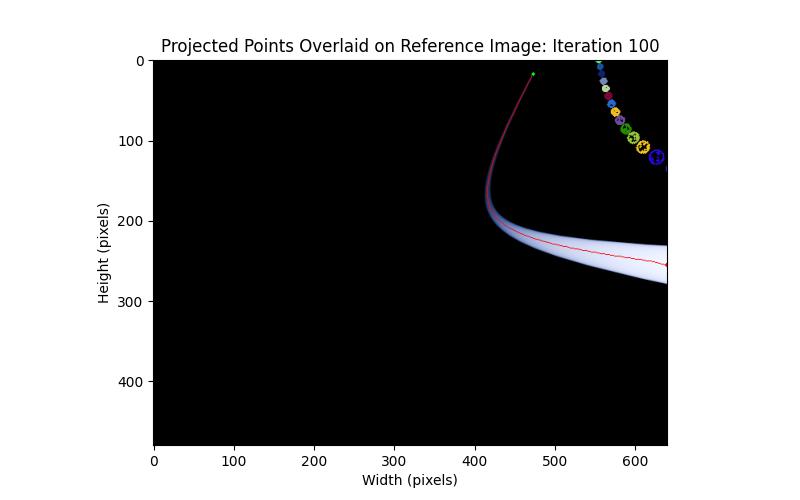 Projected Points Overlaid on Reference Image: Iteration 100
0
100
200
300
400
Height (pixels)
0 100 200 300 400 500 600
Width (pixels)